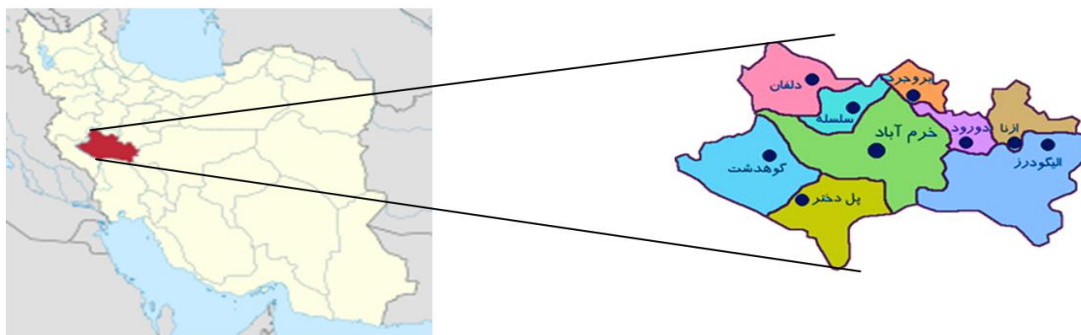 دلفان
بروجرد
سلسله
دورود
ازنا
خرم آباد
الیگودرز
کوهدشت
پل دختر